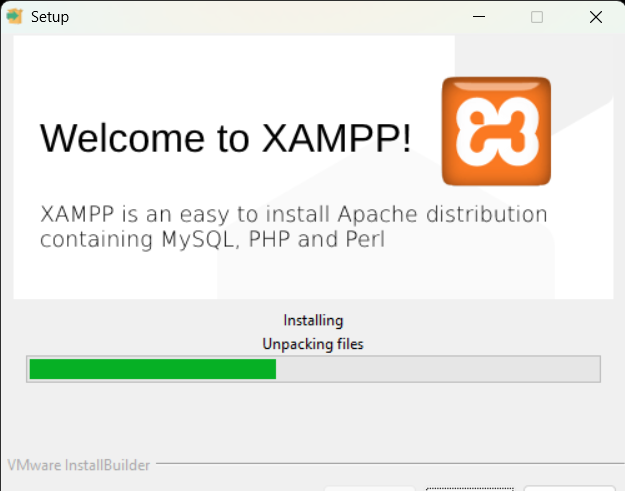 Setup
Welcome to XAMPP!
XAMPP is an easy to install Apache distribution
containing MySQL, PHP and Perl
Installing
Unpacking files
VMware InstallBuilder